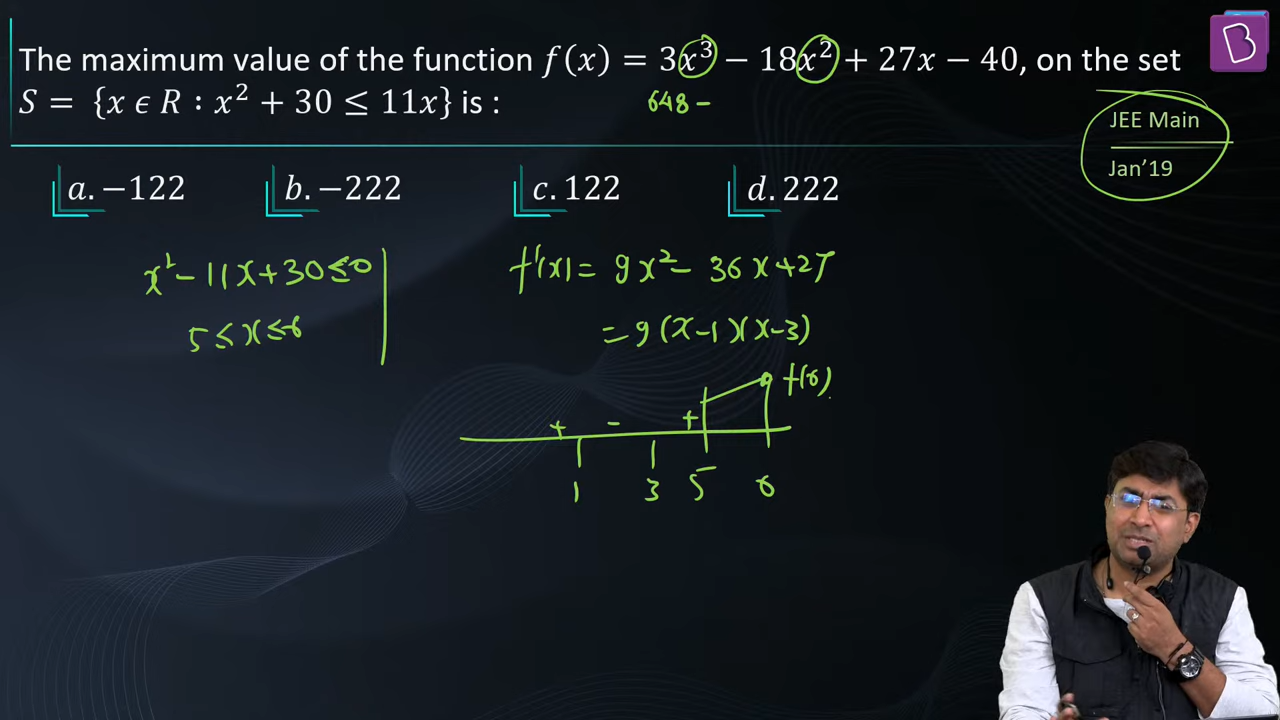 The maximum value of the function f(x) = 3x³ − 18x² + 27x − 40, on the set
S = {x ϵ R : x² + 30 ≤ 11x} is :
648 −
JEE Main
Jan'19
a. −122
b. −222
c. 122
d. 222
x² − 11x + 30 ≤ 0
5 ≤ x ≤ 6
f'(x) = 9x² − 36x + 27
= 9(x−1)(x−3)
f(6)
+ − +
1 3 5 6
B